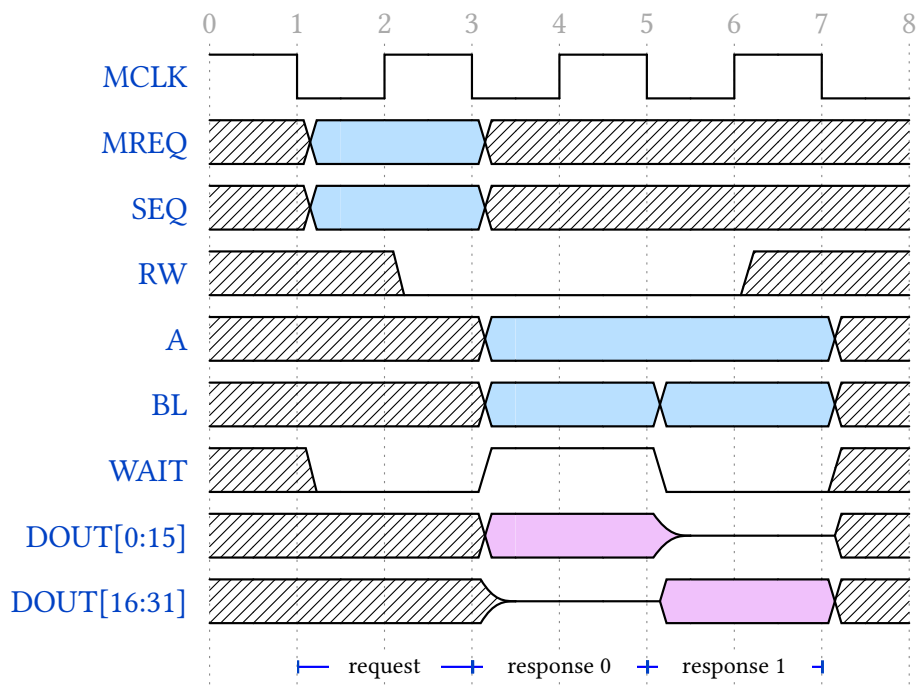 0 1 2 3 4 5 6 7 8
MCLK
MREQ
SEQ
RW
A
BL
WAIT
DOUT[0:15]
DOUT[16:31]
request response 0 response 1